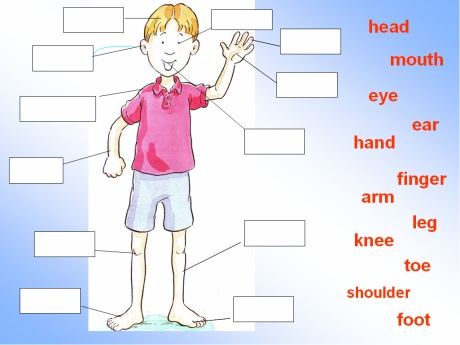 head
mouth
eye
ear
hand
finger
arm
leg
knee
toe
shoulder
foot